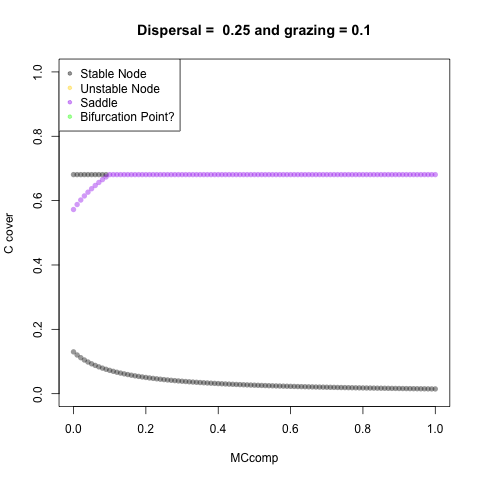 Dispersal =  0.25 and grazing = 0.1
Stable Node
Unstable Node
Saddle
Bifurcation Point?
1.0
0.8
0.6
0.4
0.2
0.0
C cover
0.0 0.2 0.4 0.6 0.8 1.0
MCcomp